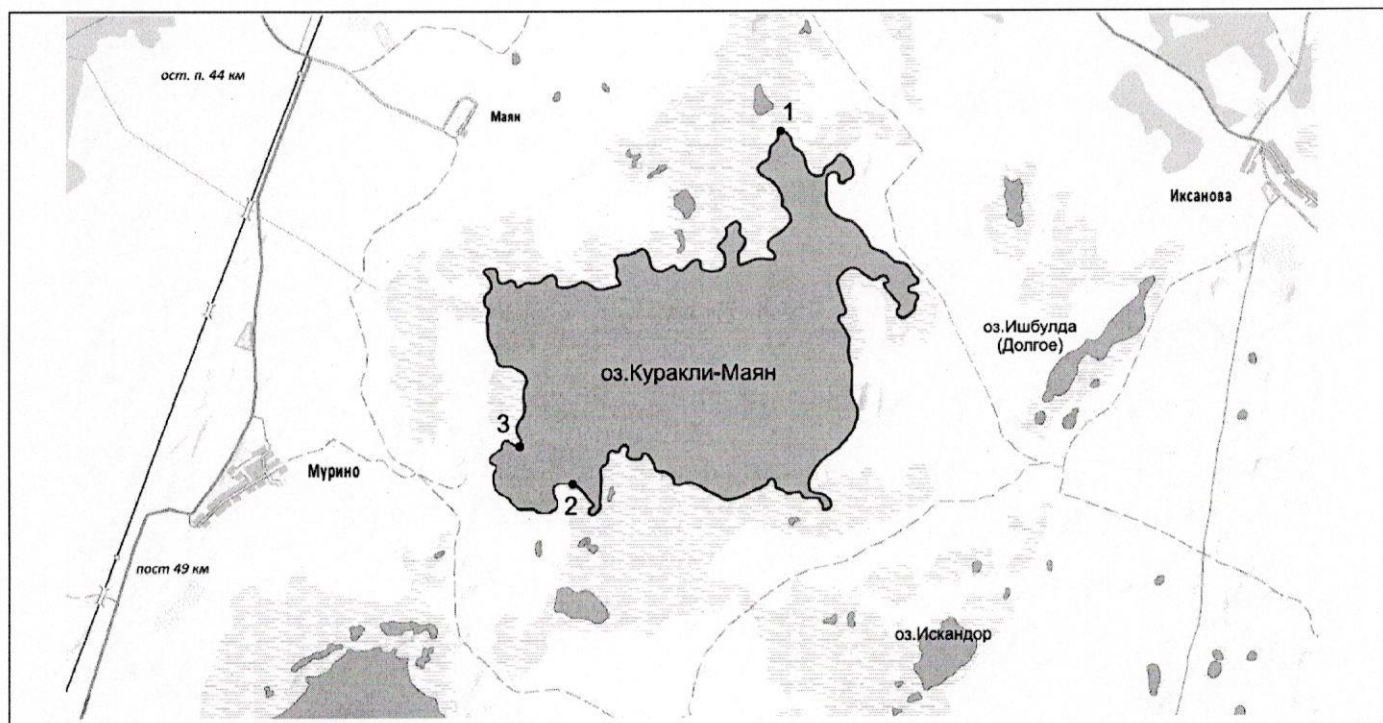 ост. п. 44 км
Маян
1
Иксанова
оз.Ишбулда
(Долгое)
оз.Куракли-Маян
3
Мурино
2
пост 49 км
оз.Искандор